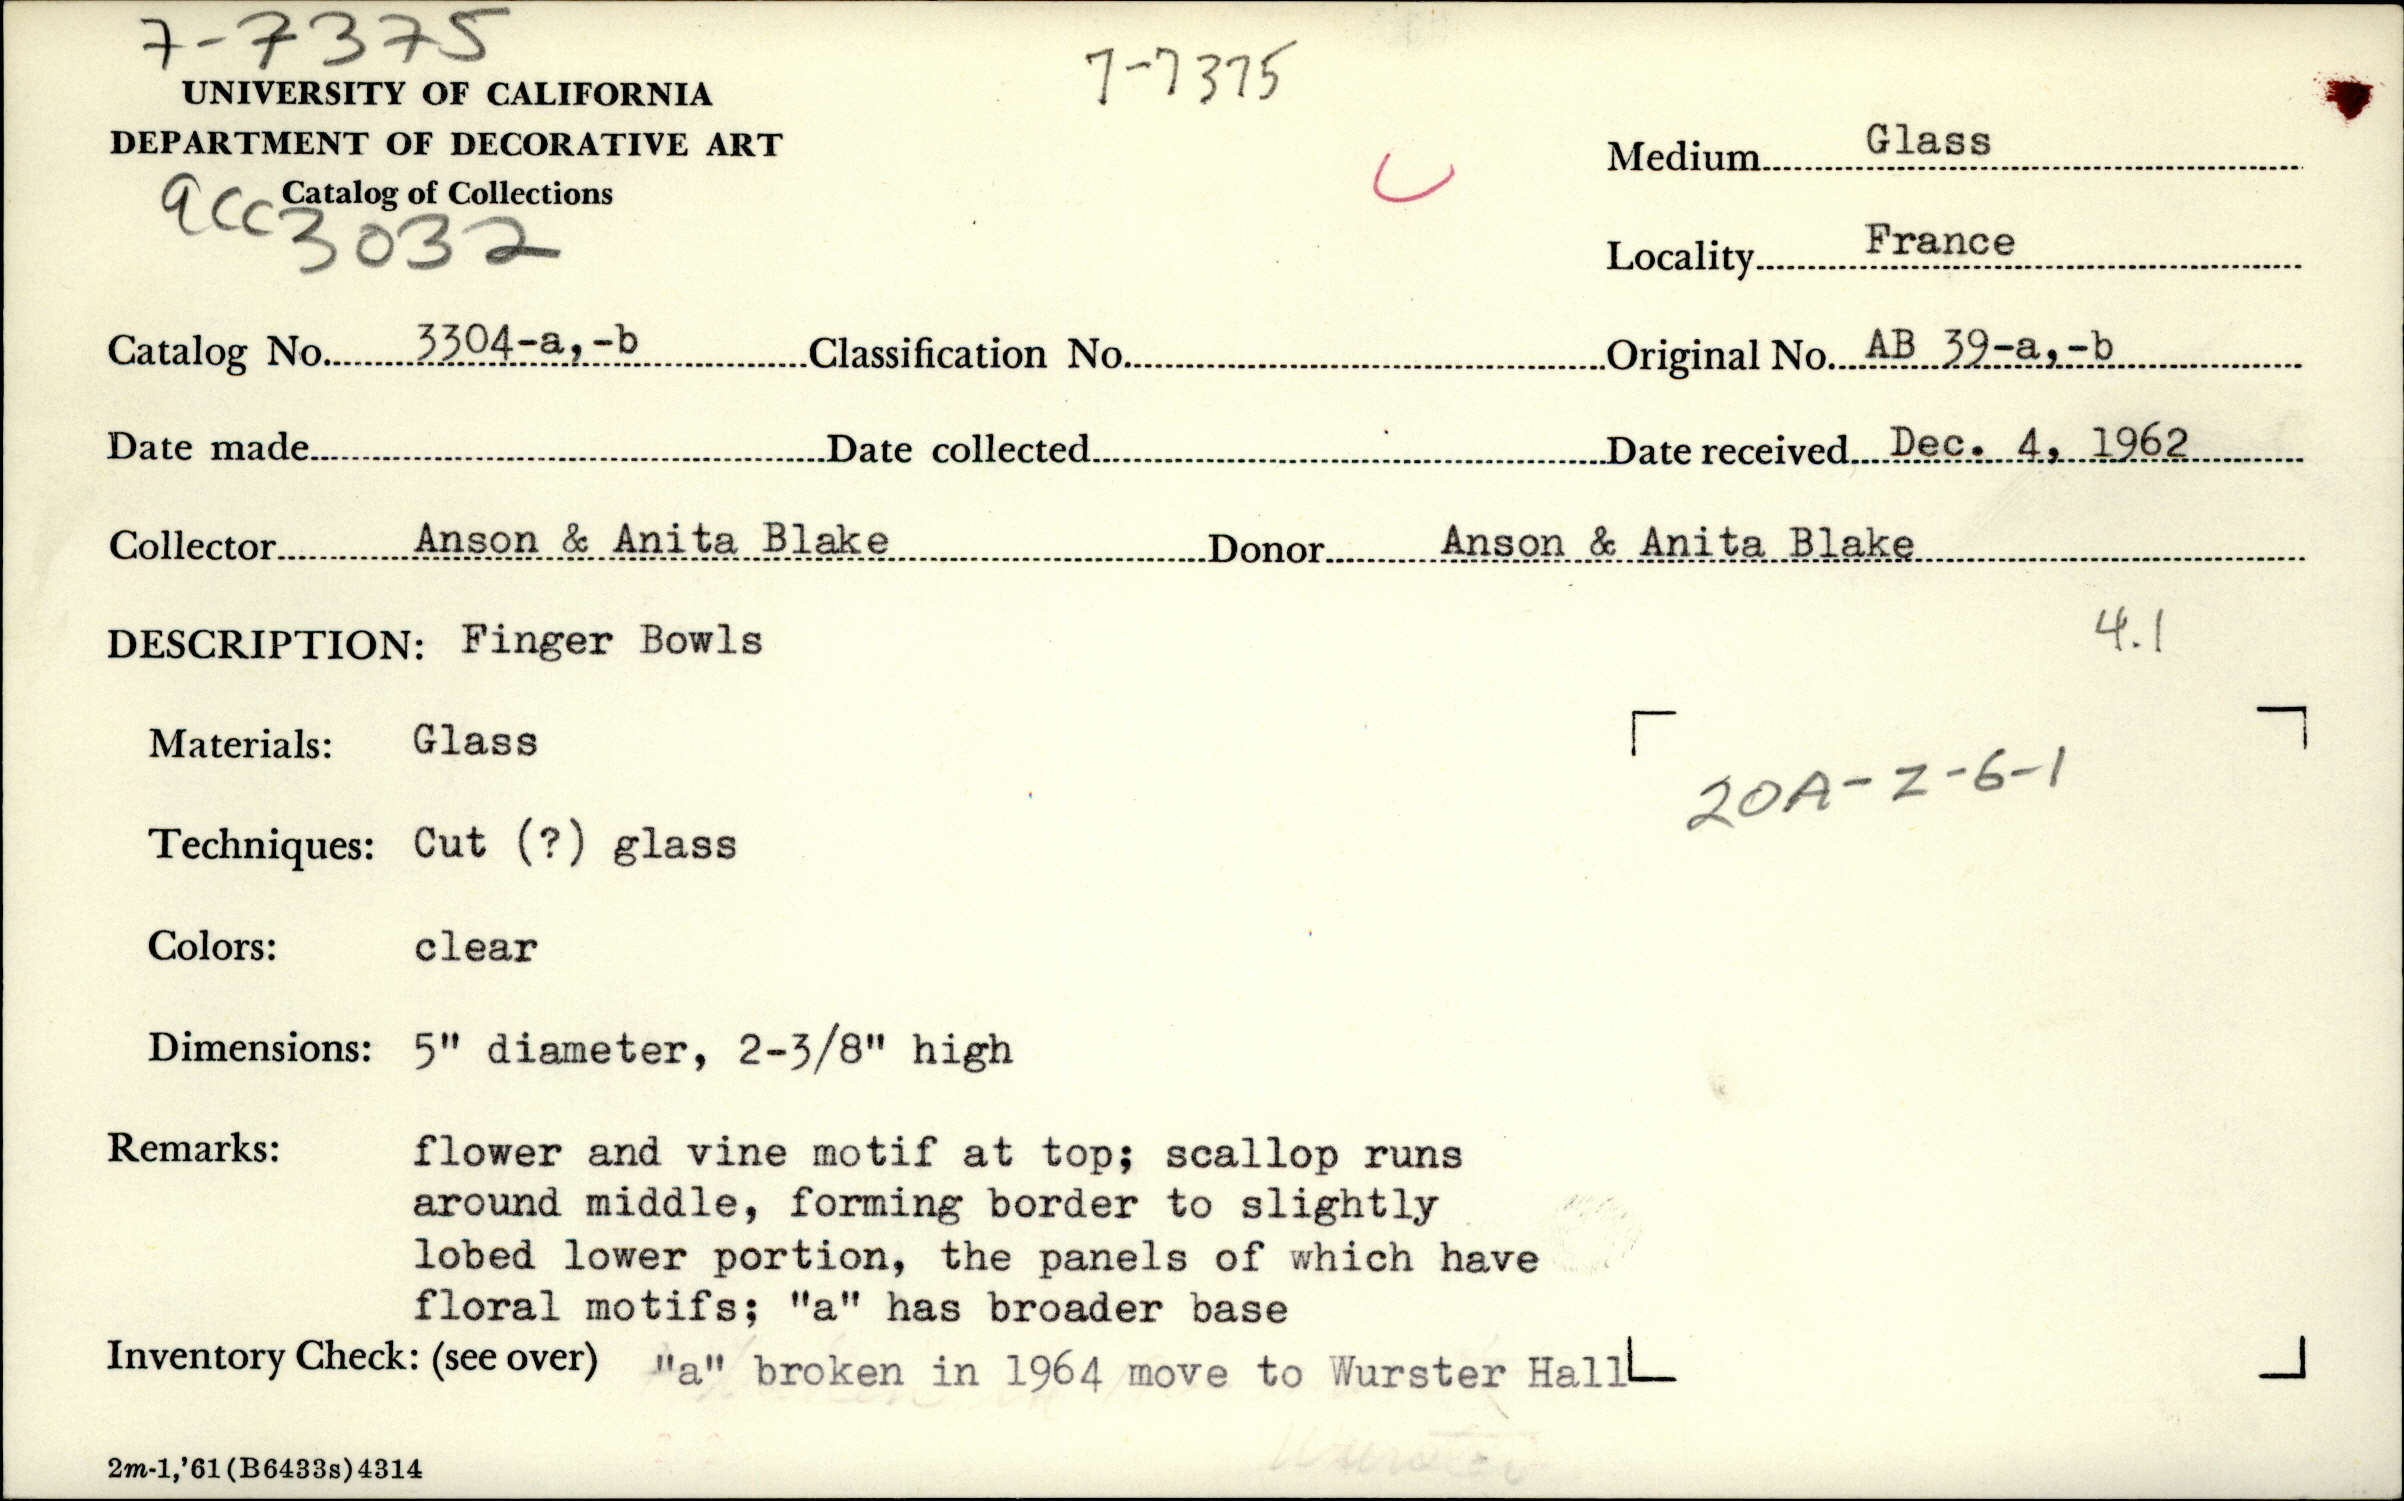 7-7375
7-7375
UNIVERSITY OF CALIFORNIA
DEPARTMENT OF DECORATIVE ART
Catalog of Collections
acc 3032
Medium Glass
Locality France
Catalog No. 3304-a,-b Classification No. Original No. AB 39-a,-b
Date made Date collected Date received Dec. 4, 1962
Collector Anson & Anita Blake Donor Anson & Anita Blake
DESCRIPTION: Finger Bowls
4.1
Materials: Glass
20A-Z-6-1
Techniques: Cut (?) glass
Colors: clear
Dimensions: 5" diameter, 2-3/8" high
Remarks: flower and vine motif at top; scallop runs
around middle, forming border to slightly
lobed lower portion, the panels of which have
floral motifs; "a" has broader base
Inventory Check: (see over) "a" broken in 1964 move to Wurster Hall
2m-1,'61(B6433s)4314